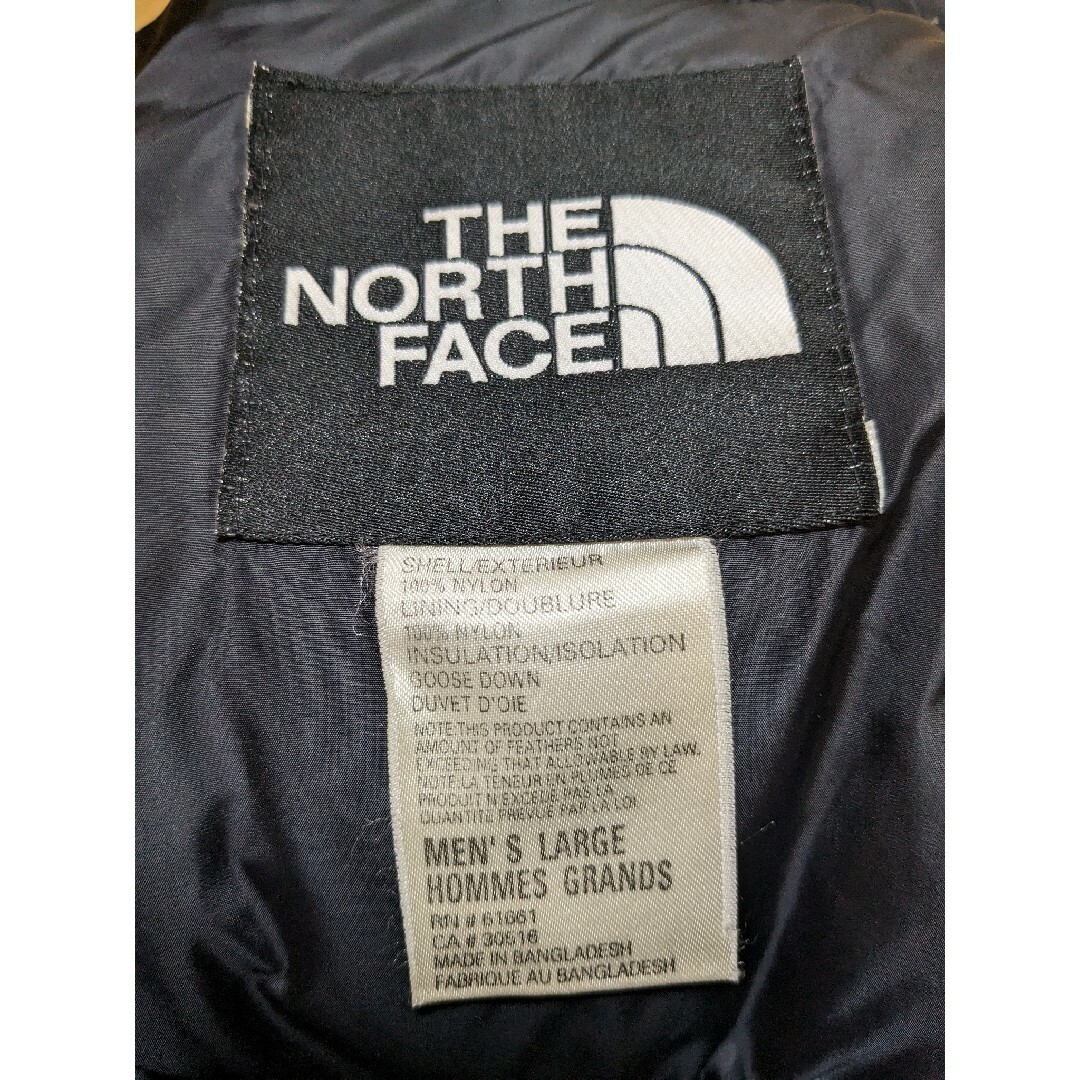 THE
NORTH
FACE
SHELL/EXTERIEUR
100% NYLON
LINING/DOUBLURE
100% NYLON
INSULATION/ISOLATION
GOOSE DOWN
DUVET D'OIE
NOTE:THIS PRODUCT CONTAINS AN
AMOUNT OF FEATHERS NOT
EXCEEDING THAT ALLOWABLE BY LAW.
NOTE:LA TENEUR EN PLUMES DE CE
PRODUIT N EXCEDE PAS LA
QUANTITE PREVUE PAR LA LOI
MEN'S LARGE
HOMMES GRANDS
RN # 61661
CA # 30516
MADE IN BANGLADESH
FABRIQUE AU BANGLADESH